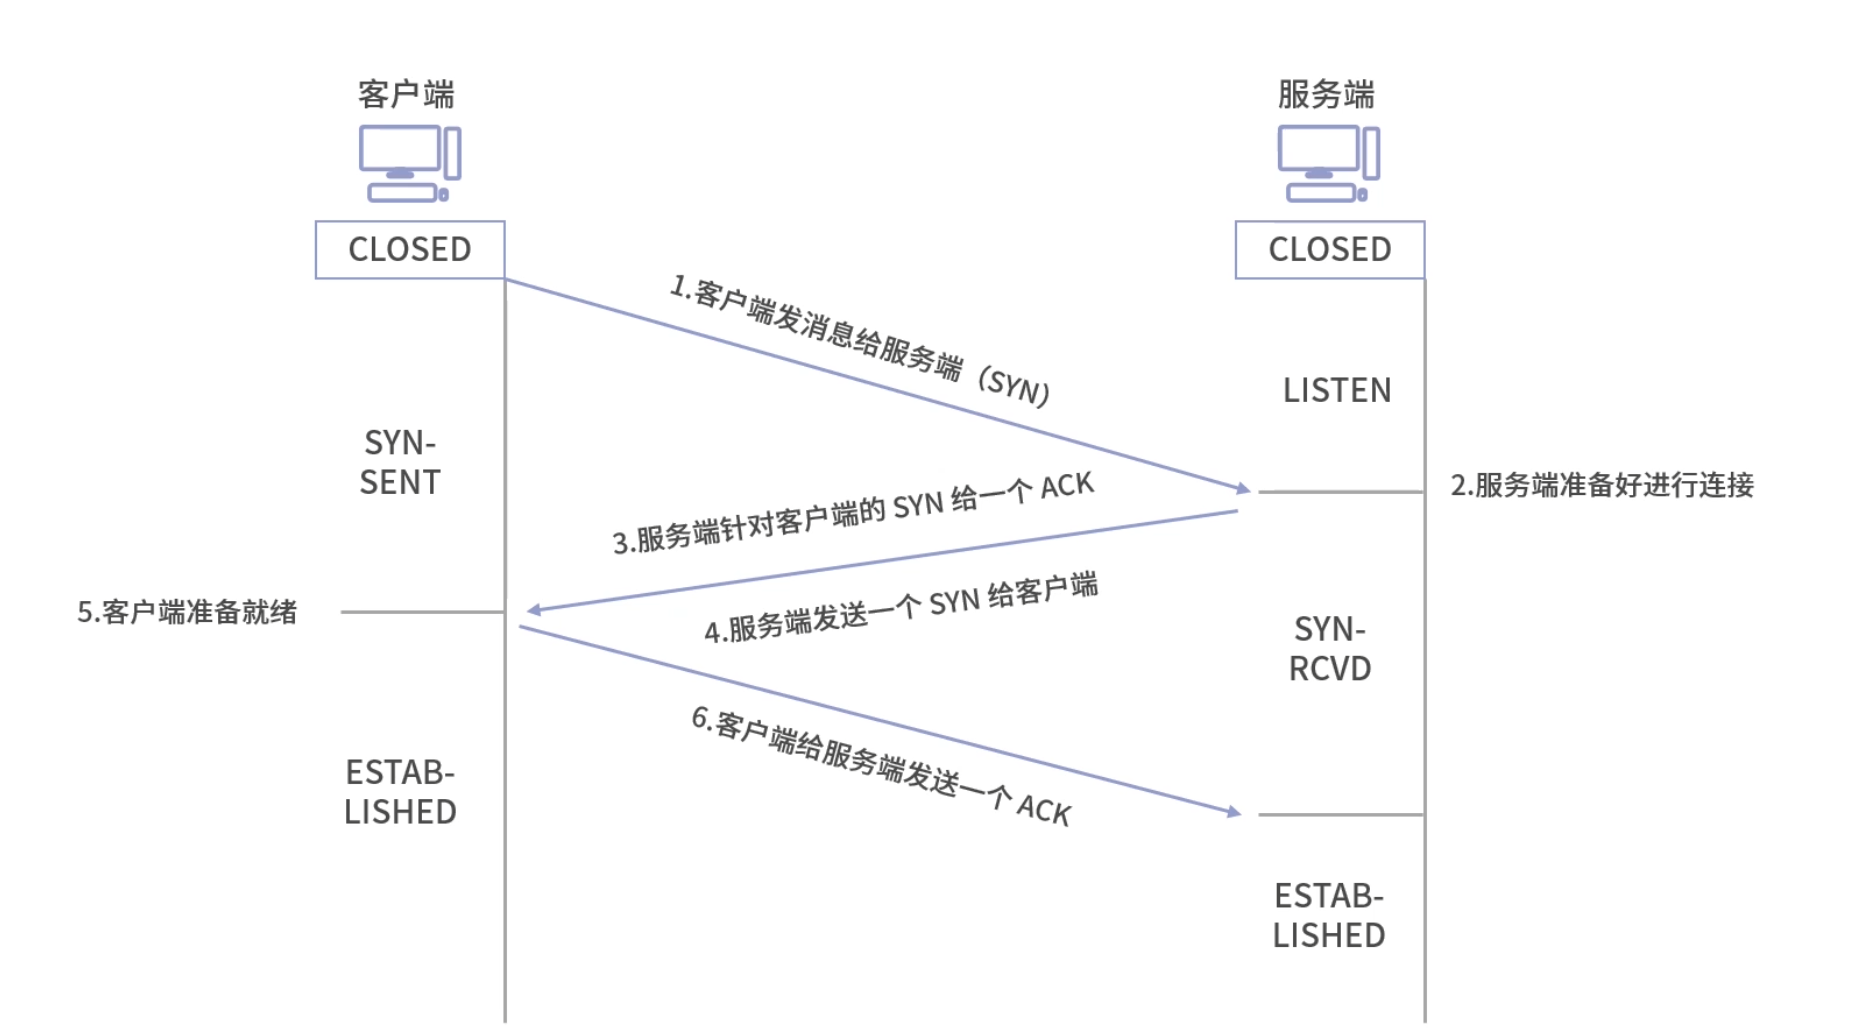 客户端
服务端
CLOSED
CLOSED
1.客户端发消息给服务端（SYN）
LISTEN
SYN-
SENT
2.服务端准备好进行连接
3.服务端针对客户端的 SYN 给一个 ACK
4.服务端发送一个 SYN 给客户端
5.客户端准备就绪
SYN-
RCVD
6.客户端给服务端发送一个 ACK
ESTAB-
LISHED
ESTAB-
LISHED